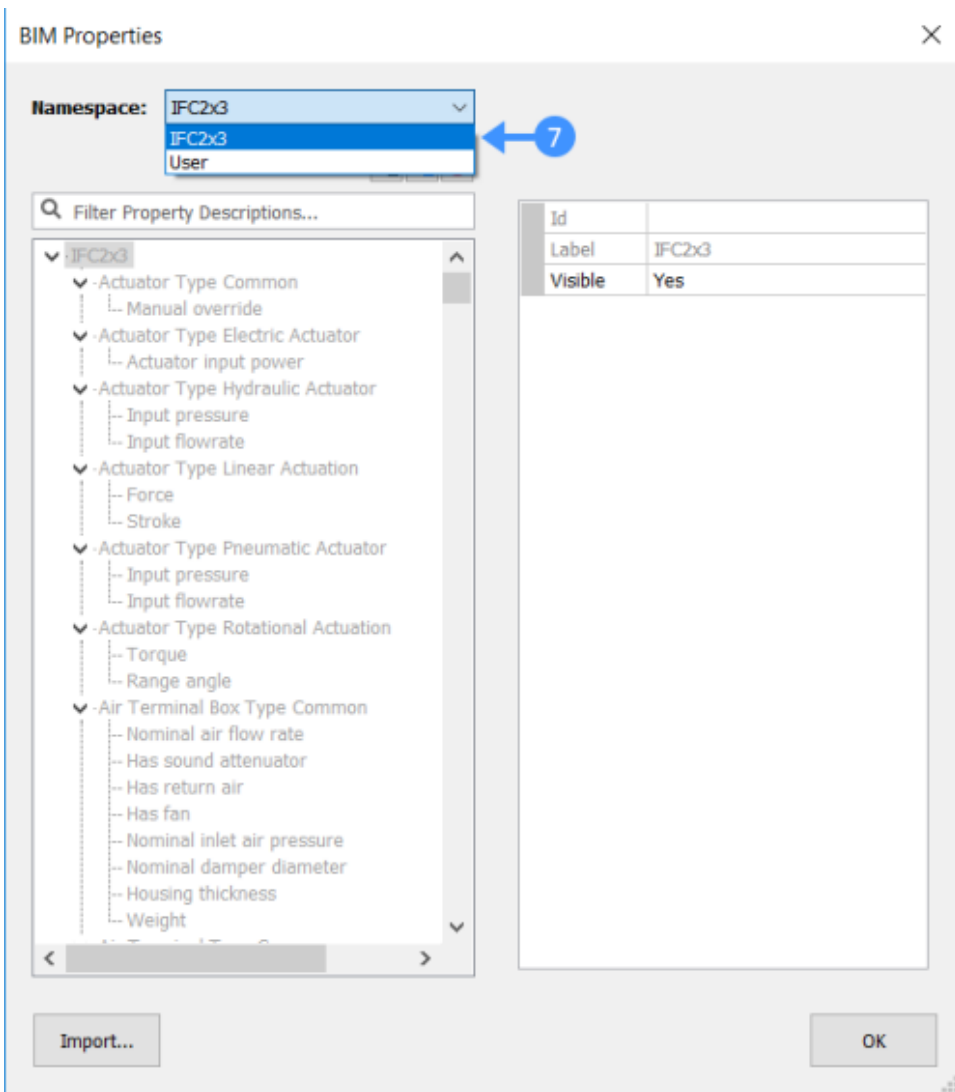 BIM Properties
Namespace: IFC2x3
IFC2x3
7
User
Filter Property Descriptions...
IFC2x3
Actuator Type Common
Manual override
Actuator Type Electric Actuator
Actuator input power
Actuator Type Hydraulic Actuator
Input pressure
Input flowrate
Actuator Type Linear Actuation
Force
Stroke
Actuator Type Pneumatic Actuator
Input pressure
Input flowrate
Actuator Type Rotational Actuation
Torque
Range angle
Air Terminal Box Type Common
Nominal air flow rate
Has sound attenuator
Has return air
Has fan
Nominal inlet air pressure
Nominal damper diameter
Housing thickness
Weight
Id
Label IFC2x3
Visible Yes
Import...
OK